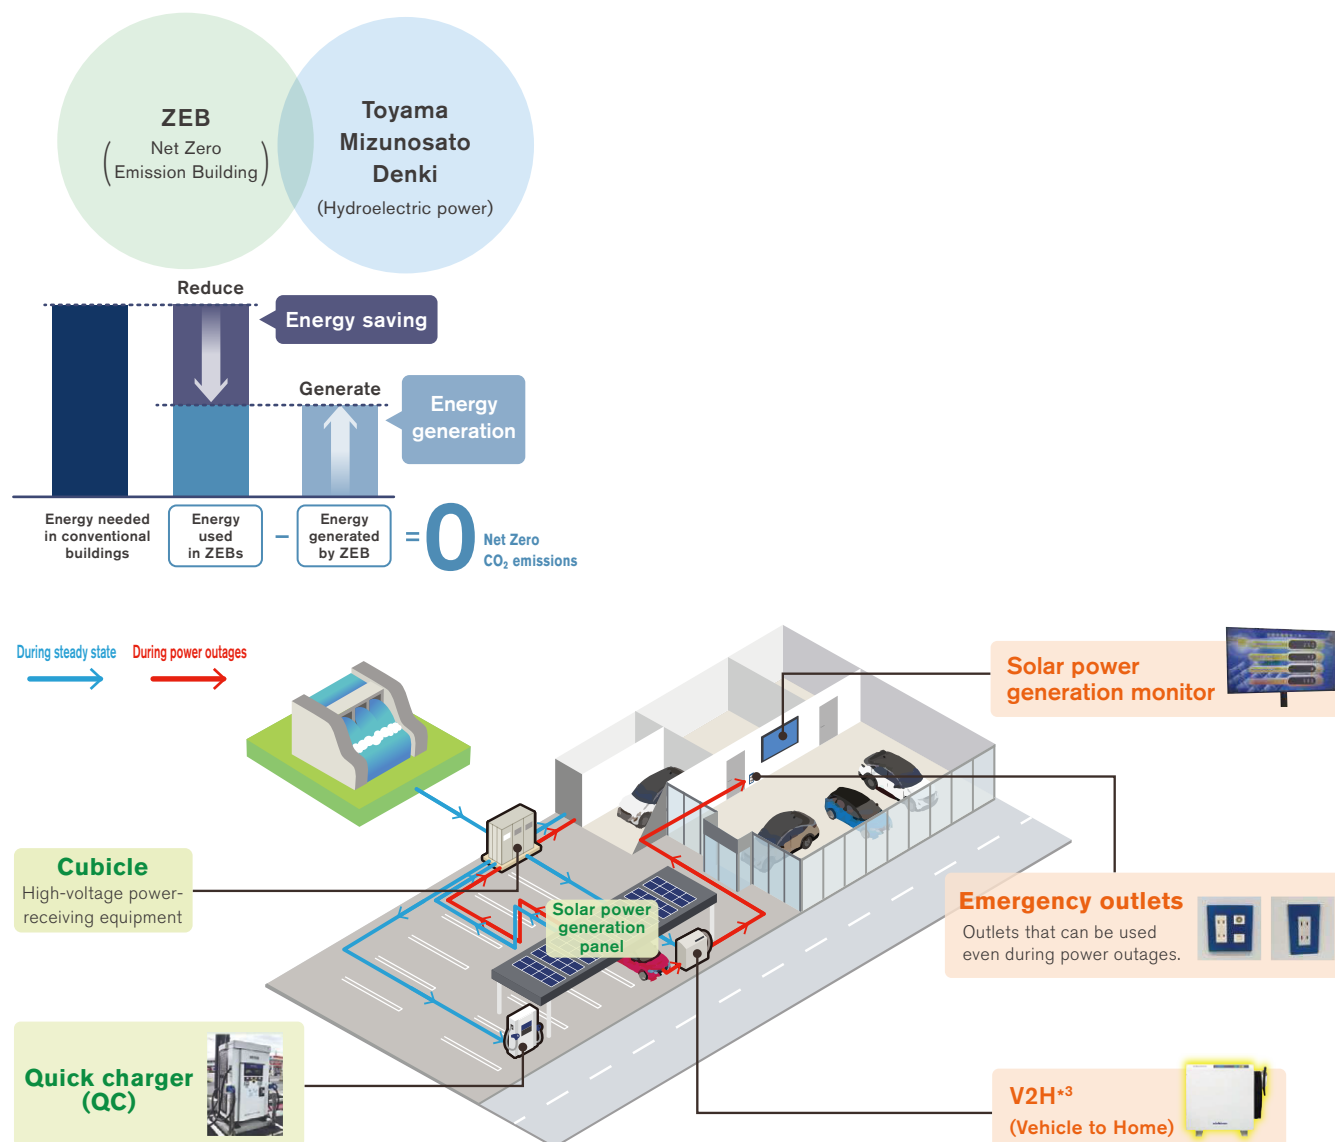 ZEB
(Net Zero
Emission Building)
Toyama
Mizunosato
Denki
(Hydroelectric power)
Reduce
Energy saving
Generate
Energy
generation
Energy needed
in conventional
buildings
Energy
used
in ZEBs
−
Energy
generated
by ZEB
=
0
Net Zero
CO₂ emissions
During steady state
During power outages
Solar power
generation monitor
Cubicle
High-voltage power-
receiving equipment
Solar power
generation
panel
Emergency outlets
Outlets that can be used
even during power outages.
Quick charger
(QC)
V2H*3
(Vehicle to Home)